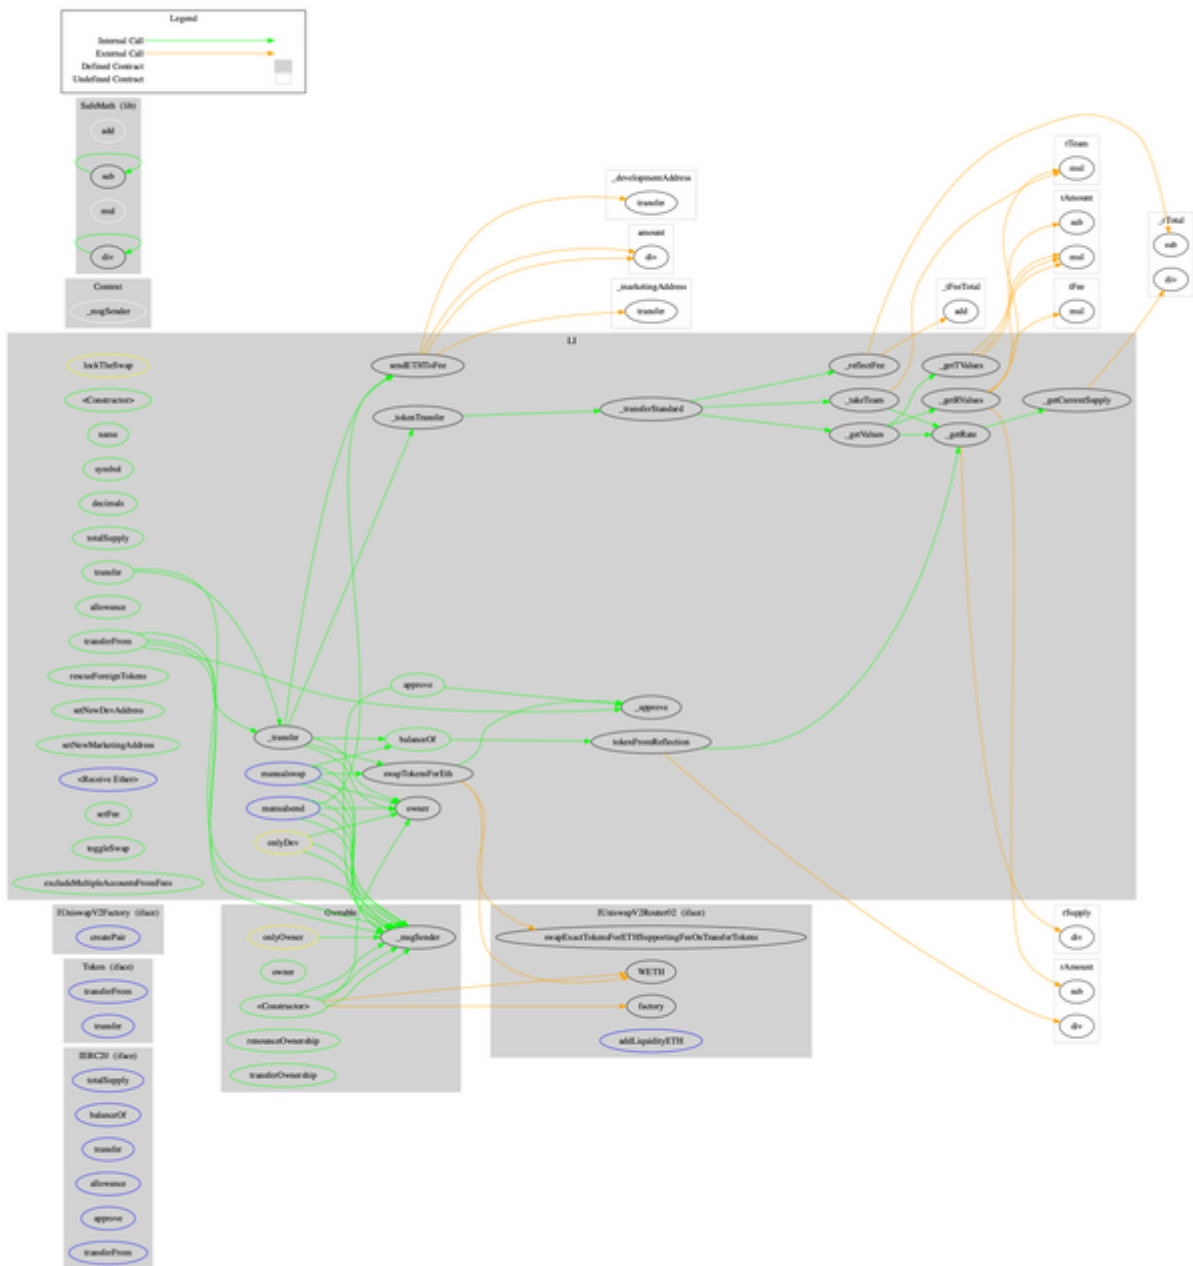 Legend
Internal Call
External Call
Defined Contract
Undefined Contract
SafeMath (lib)
add
sub
mul
div
Context
_msgSender
_developmentAddress
transfer
amount
div
_marketingAddress
transfer
_tFeeTotal
add
tTeam
mul
tAmount
sub
mul
tFee
mul
_rTotal
sub
div
LI
lockTheSwap
<Constructor>
name
symbol
decimals
totalSupply
transfer
allowance
transferFrom
rescueForeignTokens
setNewDevAddress
setNewMarketingAddress
<Receive Ether>
setFee
toggleSwap
excludeMultipleAccountsFromFees
_transfer
manualswap
manualsend
onlyDev
sendETHToFee
_tokenTransfer
approve
balanceOf
swapTokensForEth
owner
_transferStandard
_approve
tokenFromReflection
_reflectFee
_takeTeam
_getValues
_getTValues
_getRValues
_getRate
_getCurrentSupply
IUniswapV2Factory (iface)
createPair
Token (iface)
transferFrom
transfer
IERC20 (iface)
totalSupply
balanceOf
transfer
allowance
approve
transferFrom
Ownable
onlyOwner
owner
<Constructor>
renounceOwnership
transferOwnership
_msgSender
IUniswapV2Router02 (iface)
swapExactTokensForETHSupportingFeeOnTransferTokens
WETH
factory
addLiquidityETH
rSupply
div
rAmount
sub
div